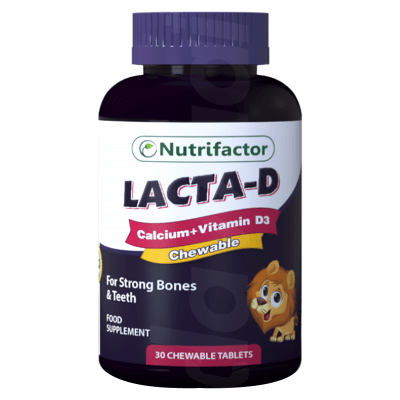 Nutrifactor
LACTA-D
Calcium+Vitamin D3
Chewable
For Strong Bones
& Teeth
FOOD
SUPPLEMENT
30 CHEWABLE TABLETS